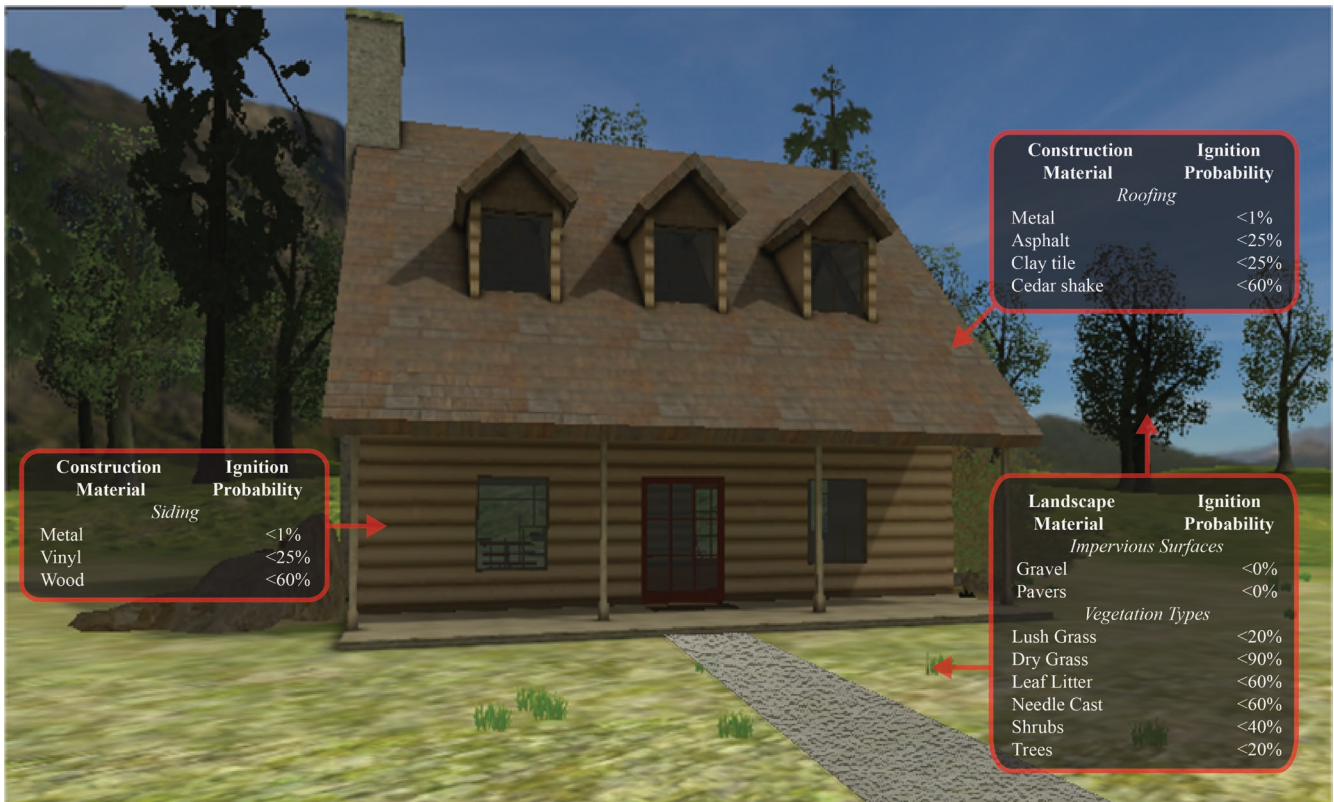 Construction Material Ignition Probability
Roofing
Metal <1%
Asphalt <25%
Clay tile <25%
Cedar shake <60%
Construction Material Ignition Probability
Siding
Metal <1%
Vinyl <25%
Wood <60%
Landscape Material Ignition Probability
Impervious Surfaces
Gravel <0%
Pavers <0%
Vegetation Types
Lush Grass <20%
Dry Grass <90%
Leaf Litter <60%
Needle Cast <60%
Shrubs <40%
Trees <20%